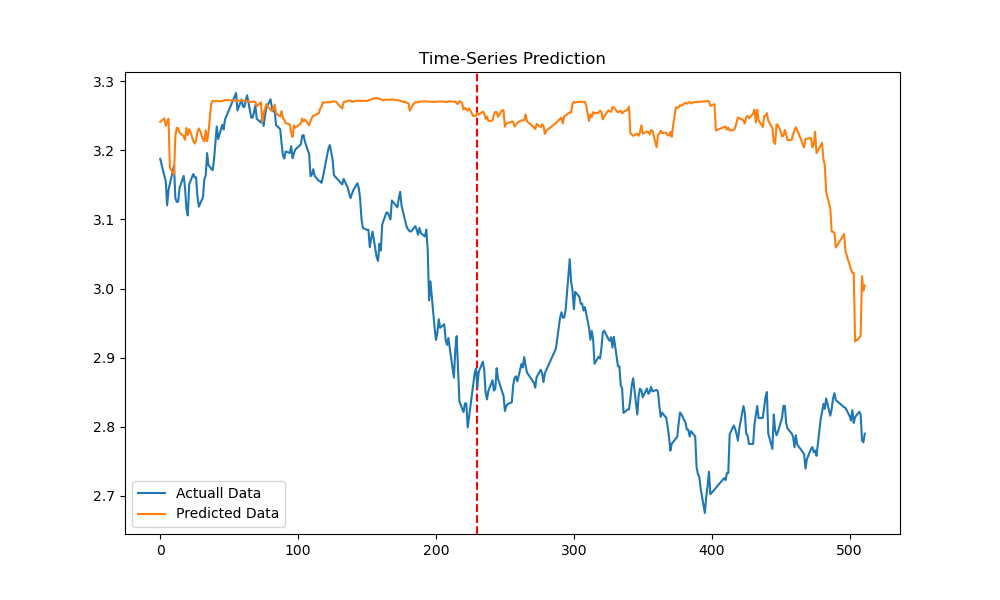 Time-Series Prediction
3.3
3.2
3.1
3.0
2.9
2.8
2.7
Actuall Data
Predicted Data
0 100 200 300 400 500